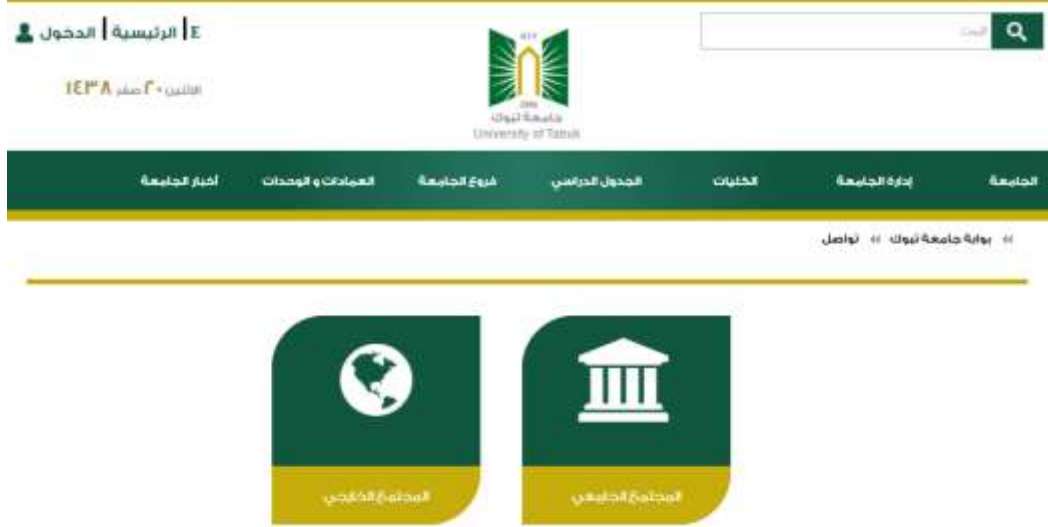 البحث
E | الرئيسية | الدخول
الاثنين ٢٠ صفر ١٤٣٨
جامعة تبوك
University of Tabuk
الجامعة إدارة الجامعة الكليات الجدول الدراسي فروع الجامعة العمادات و الوحدات أخبار الجامعة
» بوابة جامعة تبوك » تواصل
المجتمع الجامعي المجتمع الخارجي